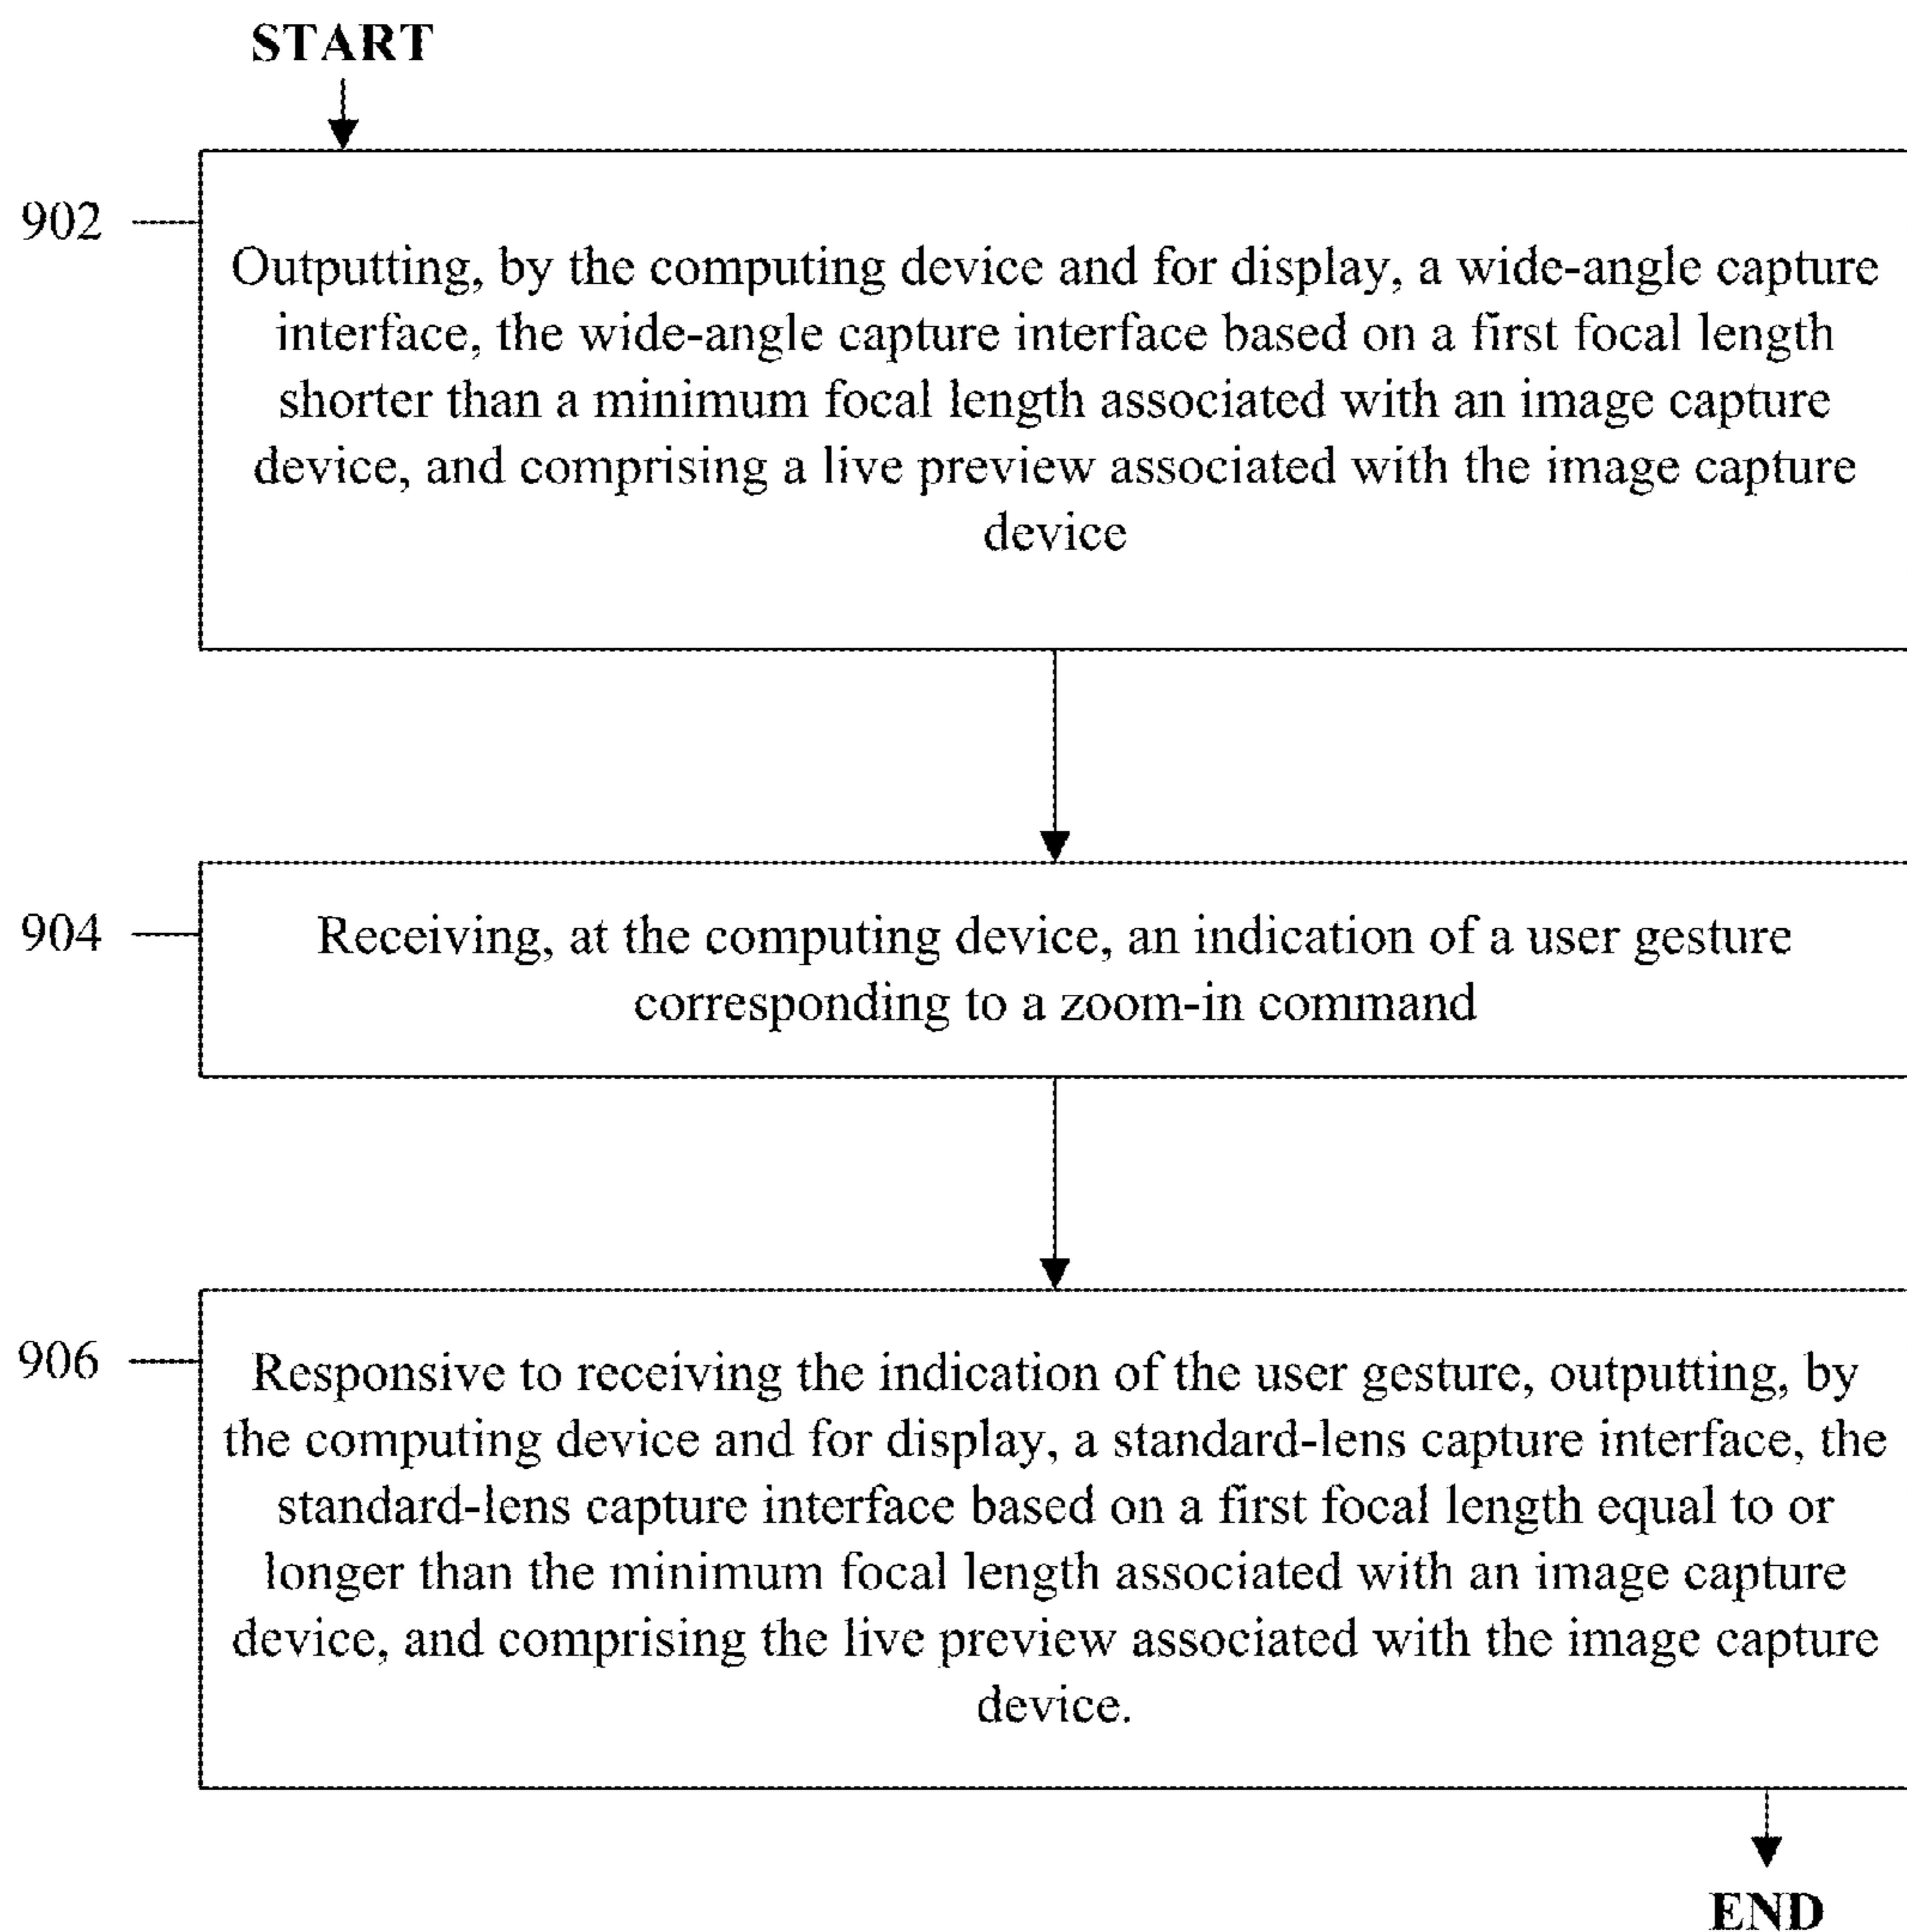 START
902
Outputting, by the computing device and for display, a wide-angle capture
interface, the wide-angle capture interface based on a first focal length
shorter than a minimum focal length associated with an image capture
device, and comprising a live preview associated with the image capture
device
904
Receiving, at the computing device, an indication of a user gesture
corresponding to a zoom-in command
906
Responsive to receiving the indication of the user gesture, outputting, by
the computing device and for display, a standard-lens capture interface, the
standard-lens capture interface based on a first focal length equal to or
longer than the minimum focal length associated with an image capture
device, and comprising the live preview associated with the image capture
device.
END